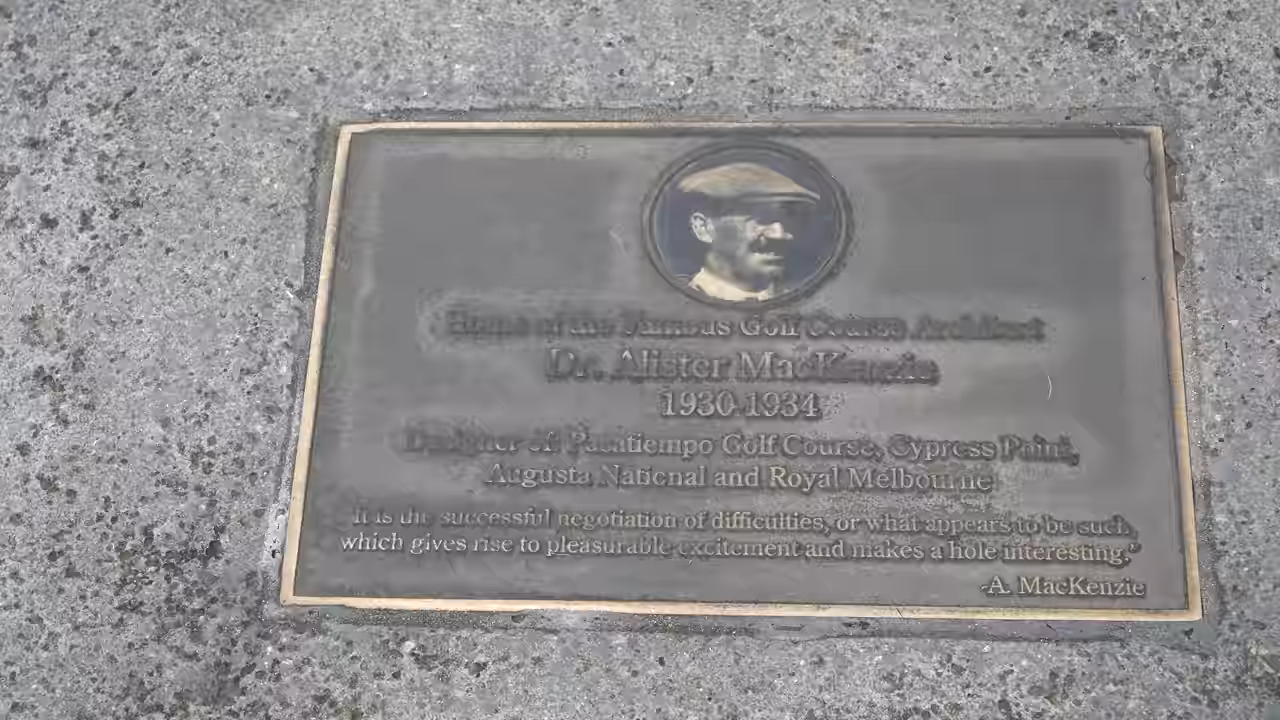 Home of the Famous Golf Course Architect
Dr. Alister MacKenzie
1930-1934
Designer of: Pasatiempo Golf Course, Cypress Point,
Augusta National and Royal Melbourne
"It is the successful negotiation of difficulties, or what appears to be such,
which gives rise to pleasurable excitement and makes a hole interesting."
-A. MacKenzie